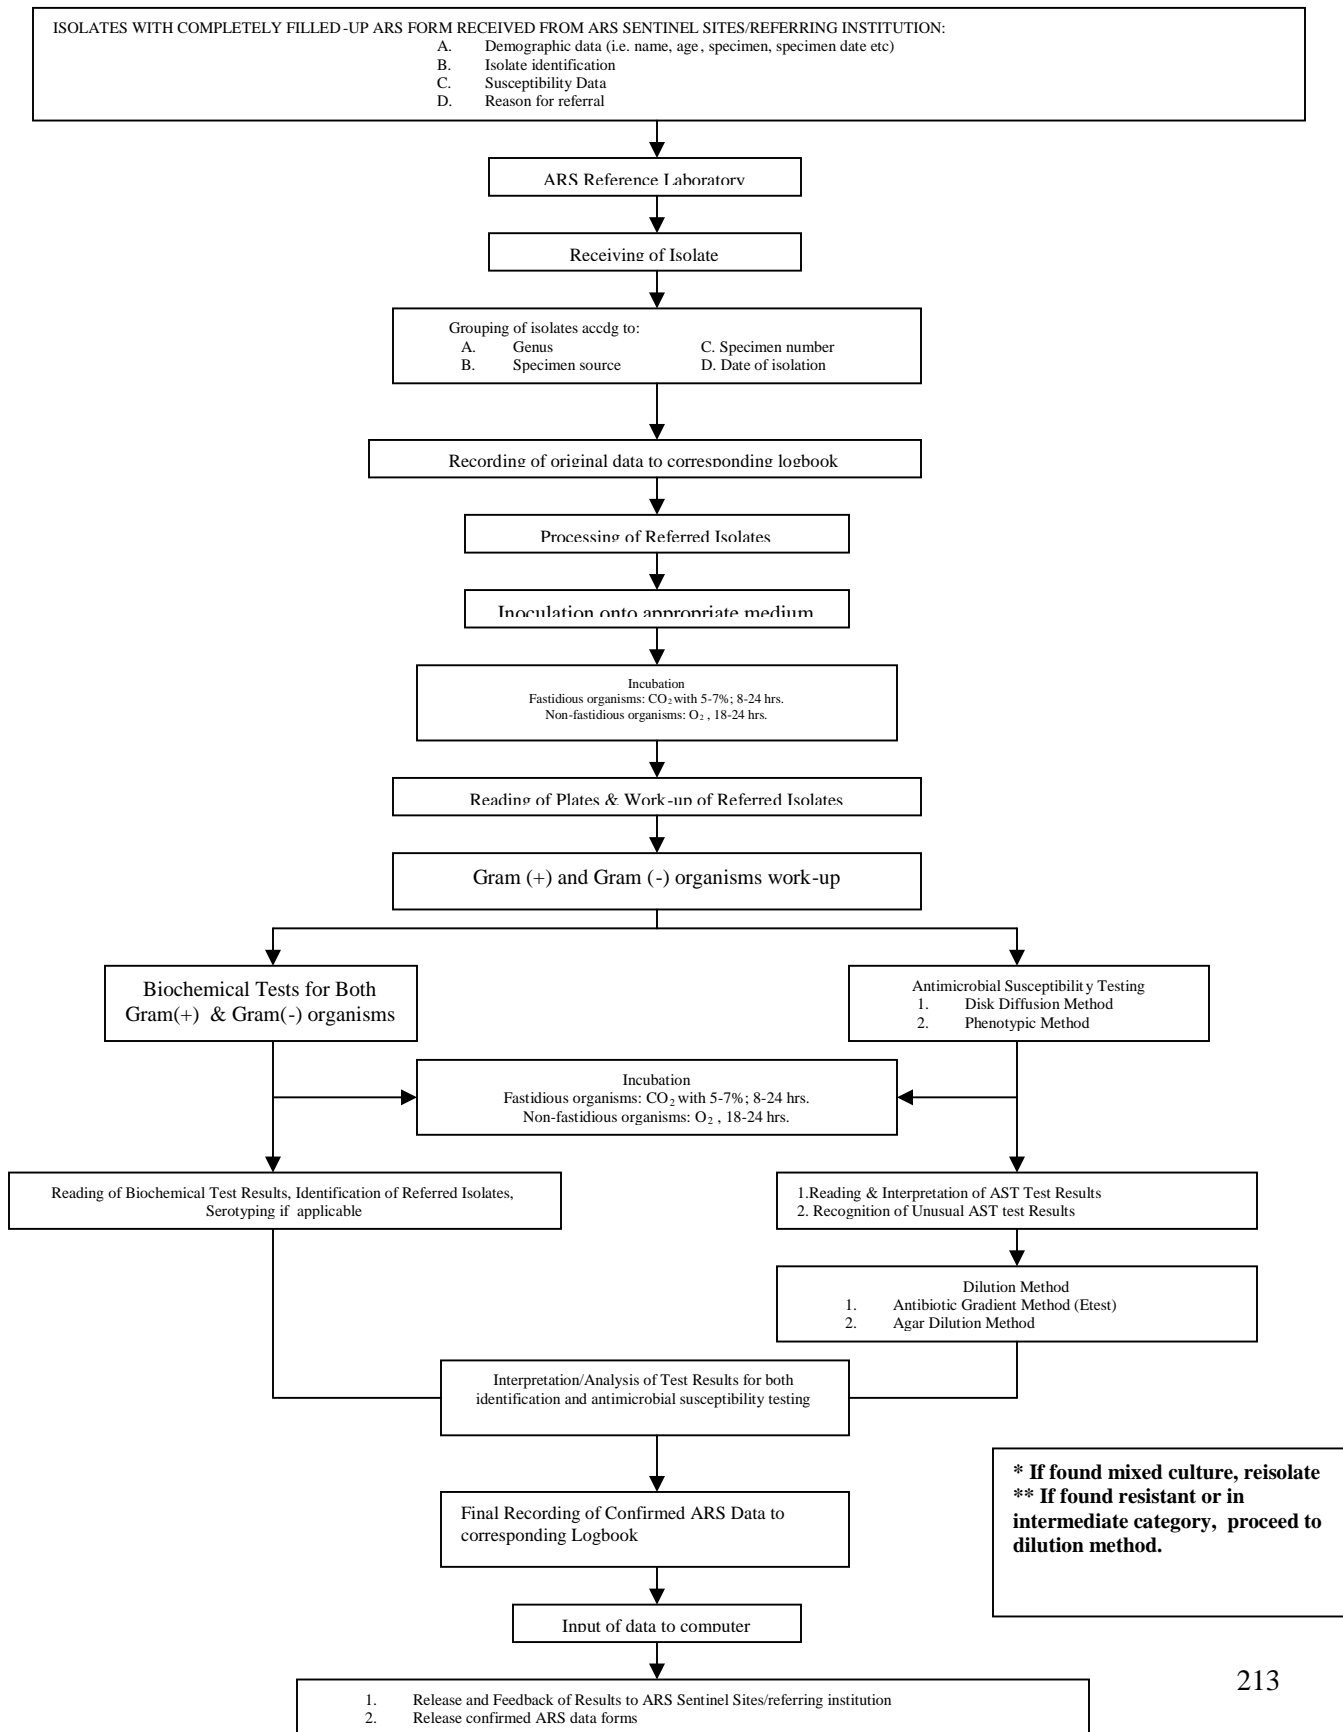 ISOLATES WITH COMPLETELY FILLED-UP ARS FORM RECEIVED FROM ARS SENTINEL SITES/REFERRING INSTITUTION:
A. Demographic data (i.e. name, age, specimen, specimen date etc)
B. Isolate identification
C. Susceptibility Data
D. Reason for referral
ARS Reference Laboratory
Receiving of Isolate
Grouping of isolates accdg to:
A. Genus C. Specimen number
B. Specimen source D. Date of isolation
Recording of original data to corresponding logbook
Processing of Referred Isolates
Inoculation onto appropriate medium
Incubation
Fastidious organisms: CO₂ with 5-7%; 8-24 hrs.
Non-fastidious organisms: O₂ , 18-24 hrs.
Reading of Plates & Work-up of Referred Isolates
Gram (+) and Gram (-) organisms work-up
Biochemical Tests for Both
Gram(+) & Gram(-) organisms
Antimicrobial Susceptibility Testing
1. Disk Diffusion Method
2. Phenotypic Method
Incubation
Fastidious organisms: CO₂ with 5-7%; 8-24 hrs.
Non-fastidious organisms: O₂ , 18-24 hrs.
Reading of Biochemical Test Results, Identification of Referred Isolates,
Serotyping if applicable
1.Reading & Interpretation of AST Test Results
2. Recognition of Unusual AST test Results
Dilution Method
1. Antibiotic Gradient Method (Etest)
2. Agar Dilution Method
Interpretation/Analysis of Test Results for both
identification and antimicrobial susceptibility testing
* If found mixed culture, reisolate
** If found resistant or in
intermediate category, proceed to
dilution method.
Final Recording of Confirmed ARS Data to
corresponding Logbook
Input of data to computer
1. Release and Feedback of Results to ARS Sentinel Sites/referring institution
2. Release confirmed ARS data forms
213